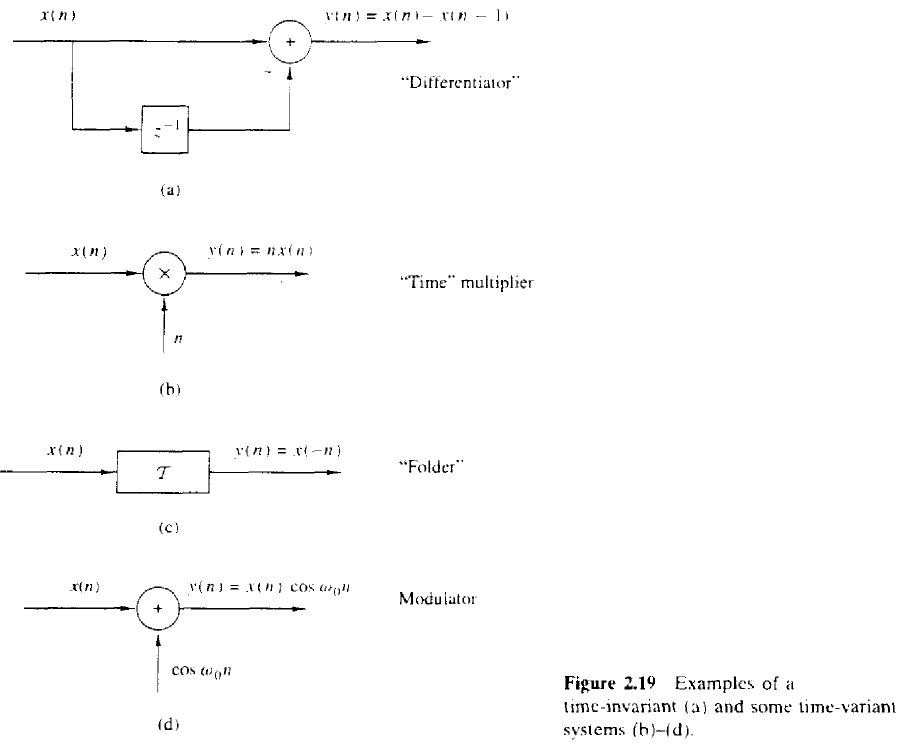 x(n)
y(n) = x(n) − x(n − 1)
+
−
"Differentiator"
z⁻¹
(a)
x(n)
y(n) = nx(n)
×
"Time" multiplier
n
(b)
x(n)
y(n) = x(−n)
𝒯
"Folder"
(c)
x(n)
y(n) = x(n) cos ω₀n
+
Modulator
cos ω₀n
(d)
Figure 2.19 Examples of a
time-invariant (a) and some time-variant
systems (b)–(d).